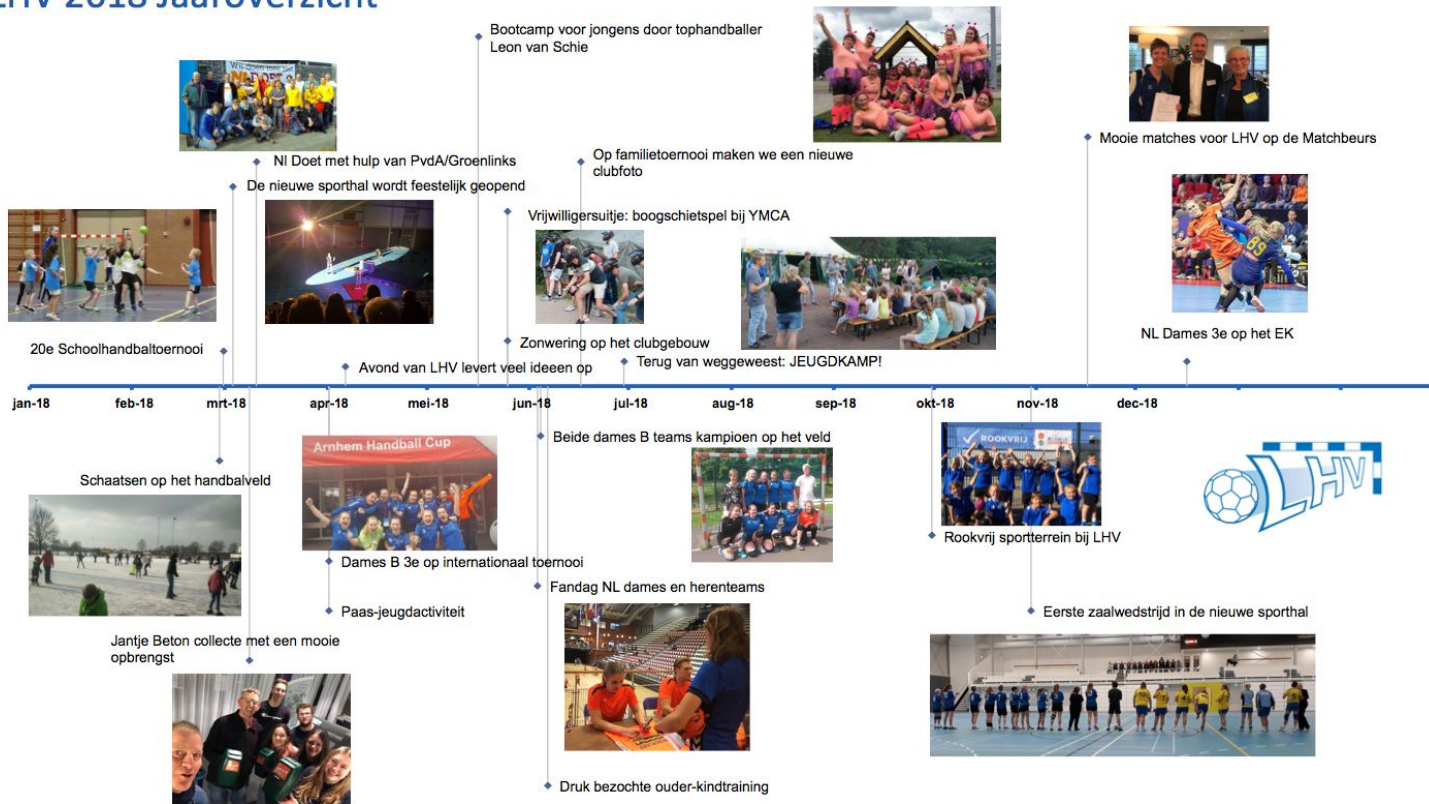 LHV 2018 Jaaroverzicht
Bootcamp voor jongens door tophandballer
Leon van Schie
Nl Doet met hulp van PvdA/Groenlinks
De nieuwe sporthal wordt feestelijk geopend
Op familietoernooi maken we een nieuwe
clubfoto
Mooie matches voor LHV op de Matchbeurs
Vrijwilligersuitje: boogschietspel bij YMCA
89
20e Schoolhandbaltoernooi
Zonwering op het clubgebouw
NL Dames 3e op het EK
Avond van LHV levert veel ideeen op
Terug van weggeweest: JEUGDKAMP!
jan-18 feb-18 mrt-18 apr-18 mei-18 jun-18 jul-18 aug-18 sep-18 okt-18 nov-18 dec-18
Arnhem Handball Cup
Beide dames B teams kampioen op het veld
ROOKVRIJ
Schaatsen op het handbalveld
LHV
Dames B 3e op internationaal toernooi
Rookvrij sportterrein bij LHV
Fandag NL dames en herenteams
Paas-jeugdactiviteit
Eerste zaalwedstrijd in de nieuwe sporthal
Jantje Beton collecte met een mooie
opbrengst
Druk bezochte ouder-kindtraining